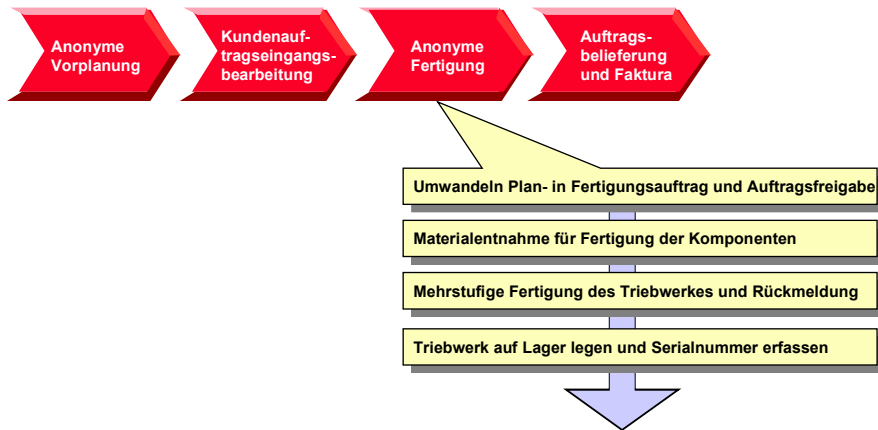 Anonyme
Vorplanung
Kundenauf-
tragseingangs-
bearbeitung
Anonyme
Fertigung
Auftrags-
belieferung
und Faktura
Umwandeln Plan- in Fertigungsauftrag und Auftragsfreigabe
Materialentnahme für Fertigung der Komponenten
Mehrstufige Fertigung des Triebwerkes und Rückmeldung
Triebwerk auf Lager legen und Serialnummer erfassen